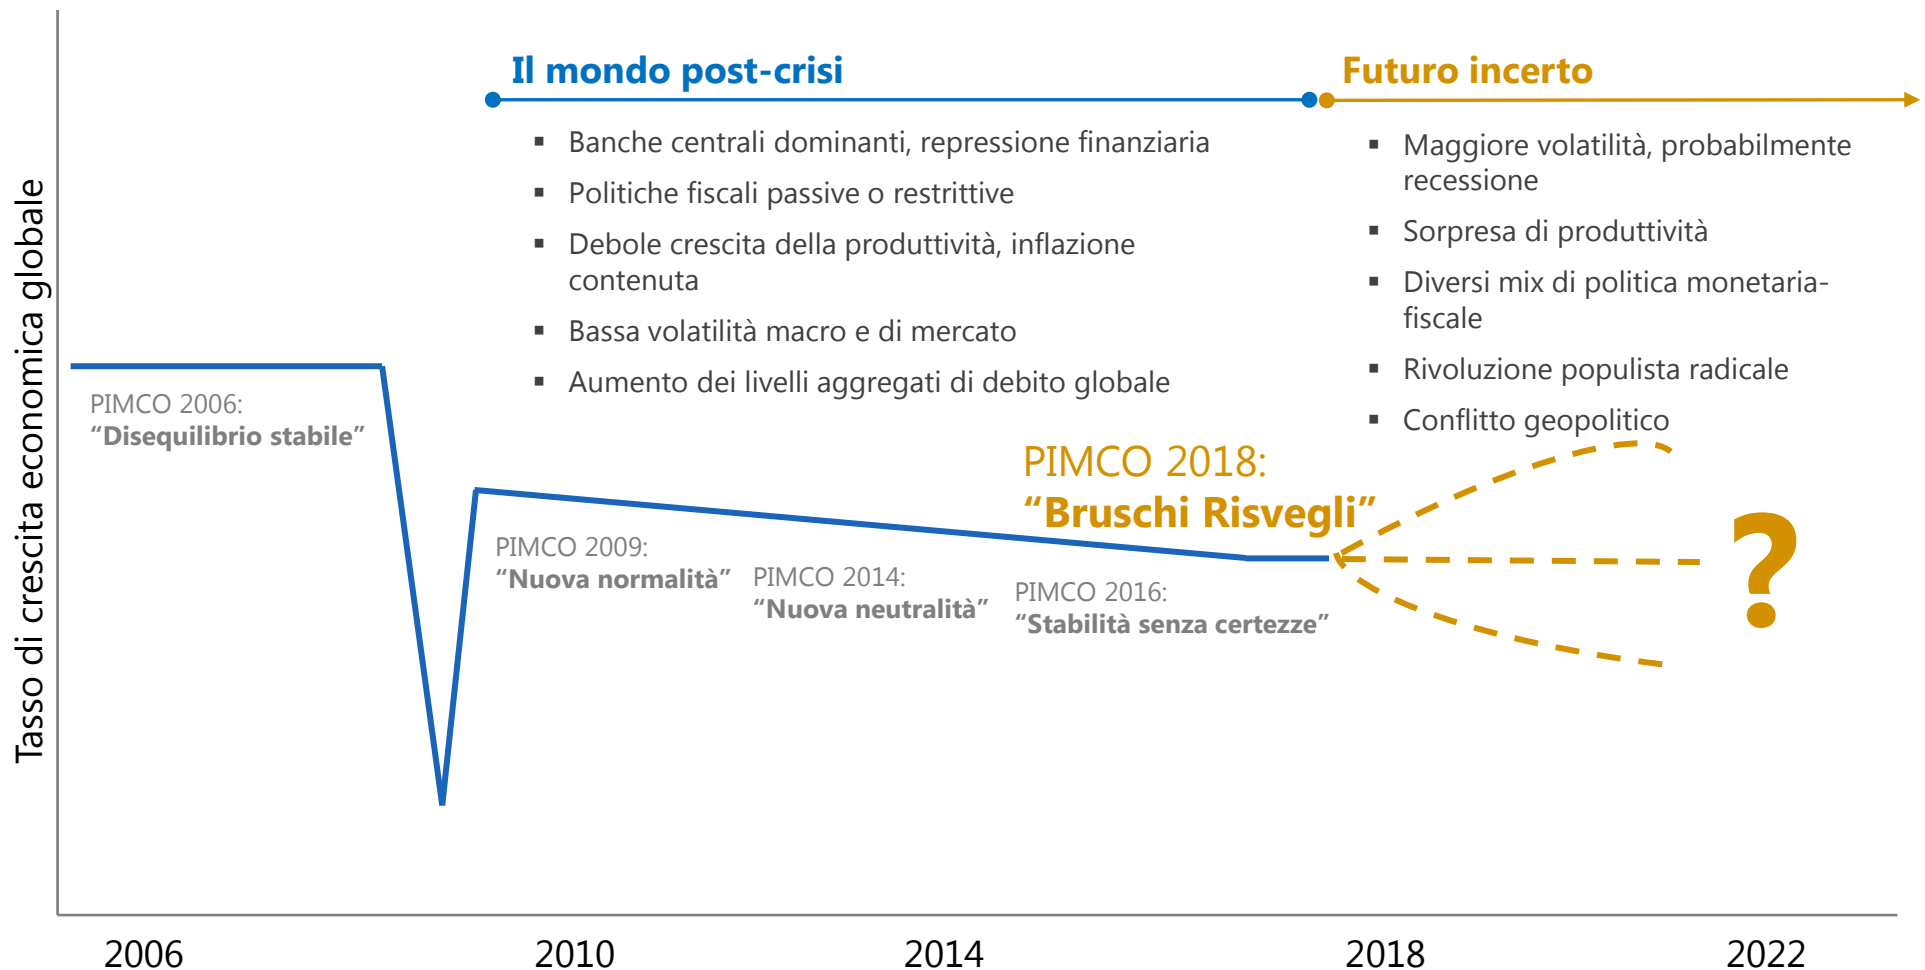 Tasso di crescita economica globale
Il mondo post-crisi
▪ Banche centrali dominanti, repressione finanziaria
▪ Politiche fiscali passive o restrittive
▪ Debole crescita della produttività, inflazione
contenuta
▪ Bassa volatilità macro e di mercato
▪ Aumento dei livelli aggregati di debito globale
Futuro incerto
▪ Maggiore volatilità, probabilmente
recessione
▪ Sorpresa di produttività
▪ Diversi mix di politica monetaria-
fiscale
▪ Rivoluzione populista radicale
▪ Conflitto geopolitico
PIMCO 2006:
“Disequilibrio stabile”
PIMCO 2009:
“Nuova normalità”
PIMCO 2014:
“Nuova neutralità”
PIMCO 2016:
“Stabilità senza certezze”
PIMCO 2018:
“Bruschi Risvegli”
?
2006 2010 2014 2018 2022